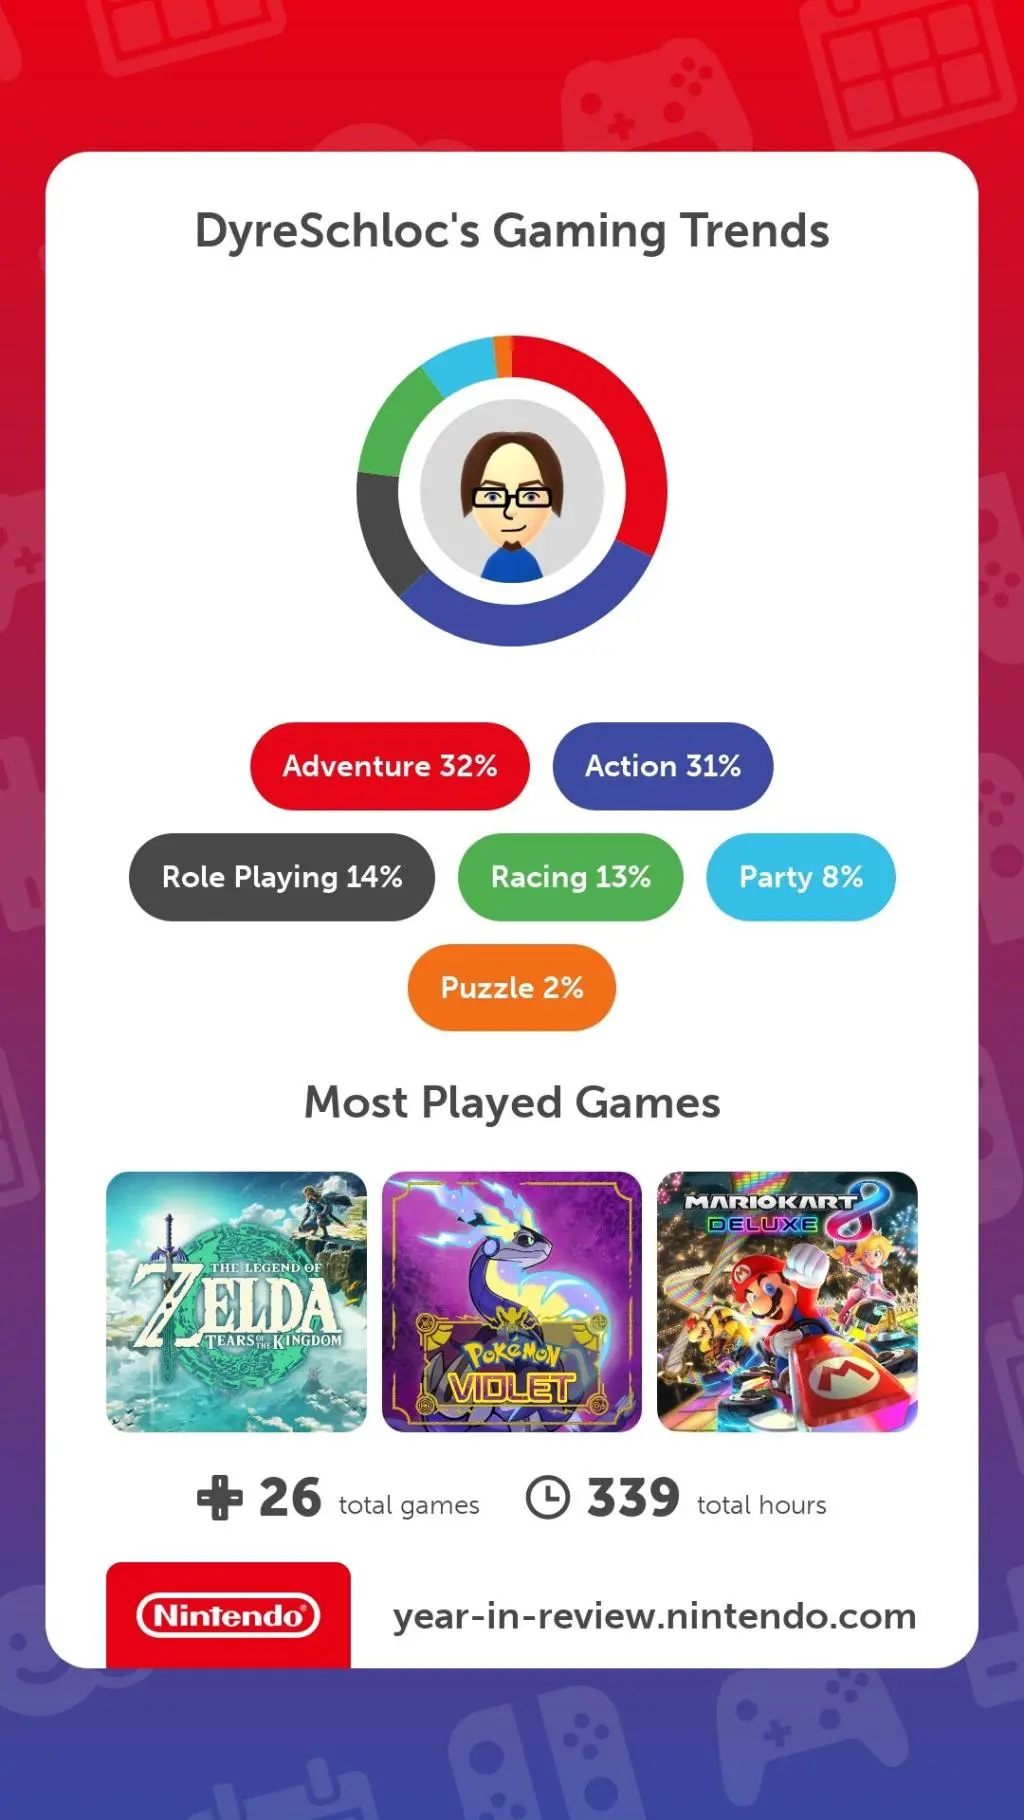 DyreSchloc's Gaming Trends
Adventure 32%
Action 31%
Role Playing 14%
Racing 13%
Party 8%
Puzzle 2%
Most Played Games
THE LEGEND OF
ZELDA
TEARS OF THE KINGDOM
POKéMON
VIOLET
MARIOKART 8
DELUXE
M
M
26 total games
339 total hours
Nintendo®
year-in-review.nintendo.com